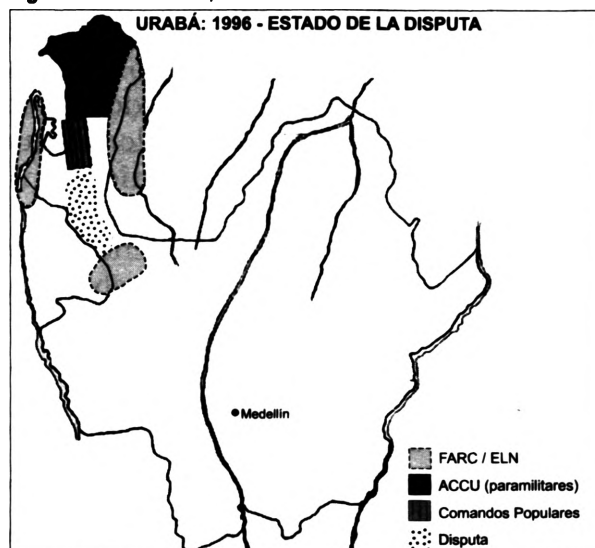 URABÁ: 1996 - ESTADO DE LA DISPUTA
Medellín
FARC / ELN
ACCU (paramilitares)
Comandos Populares
Disputa